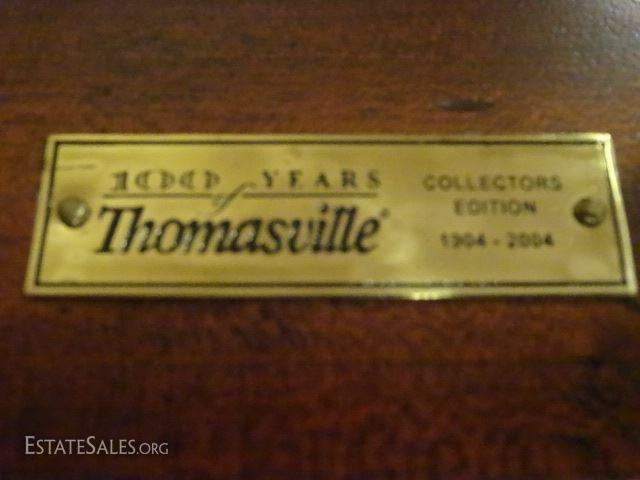 100 YEARS
of
Thomasville®
COLLECTORS
EDITION
1904 - 2004
ESTATESALES.ORG